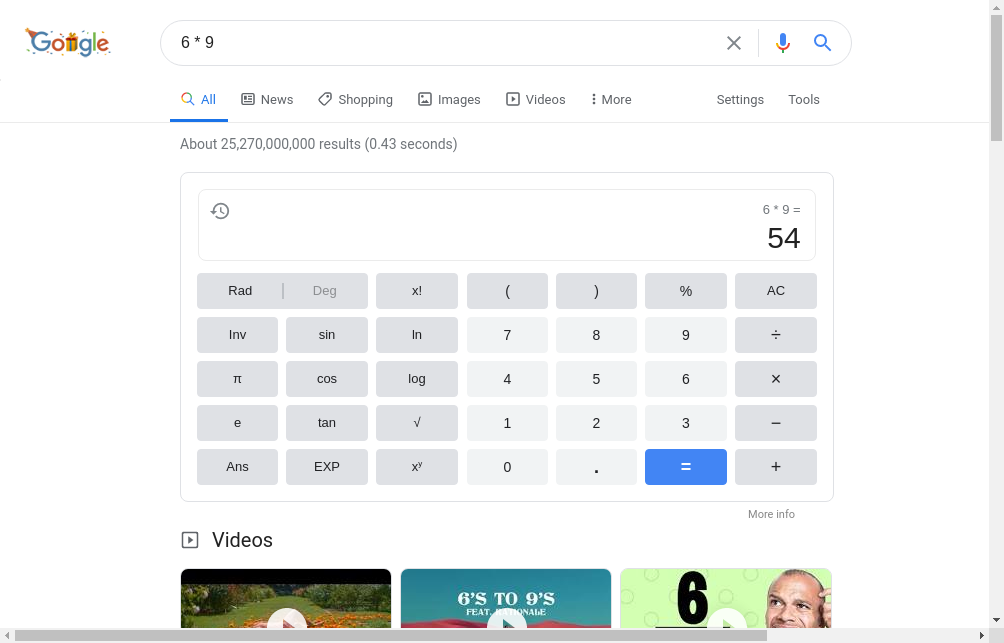 Google
6 * 9
All News Shopping Images Videos More Settings Tools
About 25,270,000,000 results (0.43 seconds)
6 * 9 =
54
Rad Deg x! ( ) % AC
Inv sin ln 7 8 9 ÷
π cos log 4 5 6 ×
e tan √ 1 2 3 −
Ans EXP xʸ 0 . = +
More info
Videos
6'S TO 9'S
FEAT. RATIONALE
6